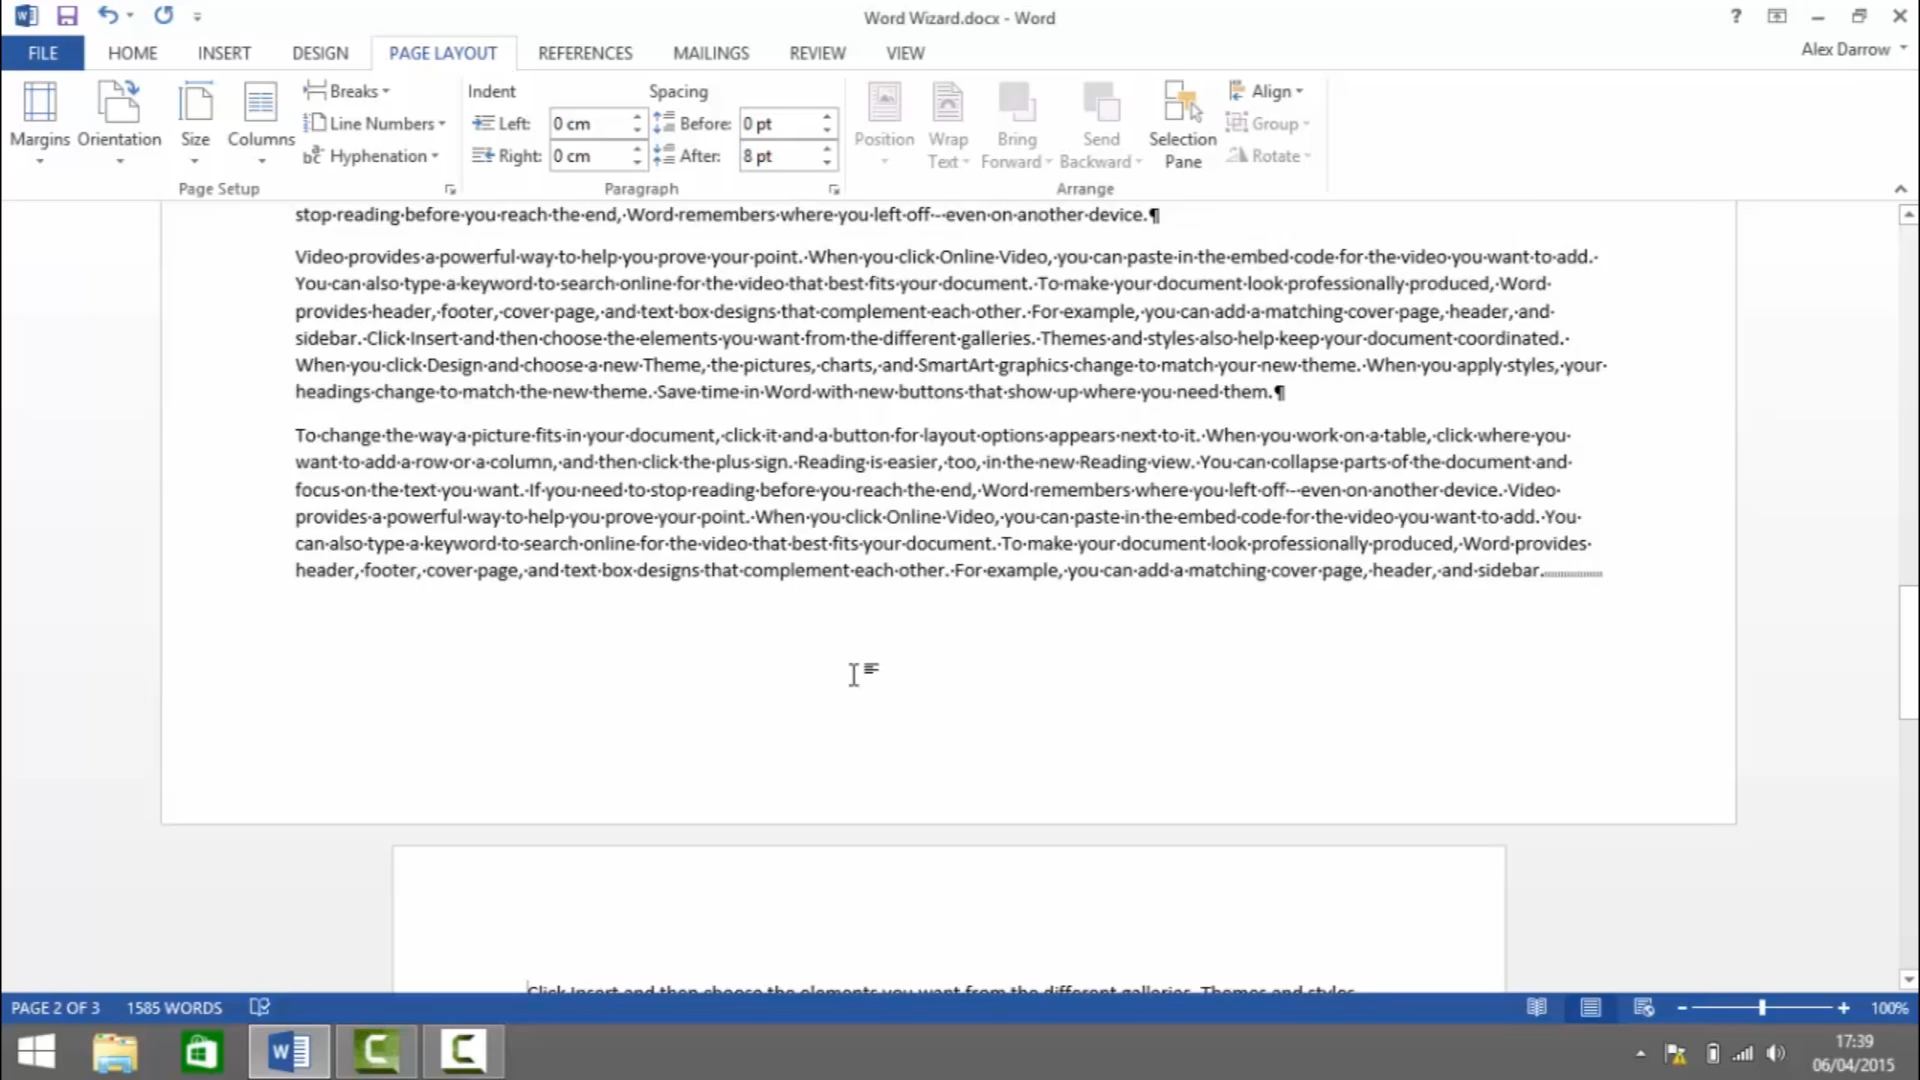 Word Wizard.docx - Word
?
FILE HOME INSERT DESIGN PAGE LAYOUT REFERENCES MAILINGS REVIEW VIEW
Alex Darrow
Margins
Orientation
Size
Columns
Breaks
Line Numbers
Hyphenation
Page Setup
Indent
Left: 0 cm
Right: 0 cm
Spacing
Before: 0 pt
After: 8 pt
Paragraph
Position
Wrap
Text
Bring
Forward
Send
Backward
Selection
Pane
Align
Group
Rotate
Arrange
stop·reading·before·you·reach·the·end,·Word·remembers·where·you·left·off·-·even·on·another·device.¶
Video·provides·a·powerful·way·to·help·you·prove·your·point.·When·you·click·Online·Video,·you·can·paste·in·the·embed·code·for·the·video·you·want·to·add.·
You·can·also·type·a·keyword·to·search·online·for·the·video·that·best·fits·your·document.·To·make·your·document·look·professionally·produced,·Word·
provides·header,·footer,·cover·page,·and·text·box·designs·that·complement·each·other.·For·example,·you·can·add·a·matching·cover·page,·header,·and·
sidebar.·Click·Insert·and·then·choose·the·elements·you·want·from·the·different·galleries.·Themes·and·styles·also·help·keep·your·document·coordinated.·
When·you·click·Design·and·choose·a·new·Theme,·the·pictures,·charts,·and·SmartArt·graphics·change·to·match·your·new·theme.·When·you·apply·styles,·your·
headings·change·to·match·the·new·theme.·Save·time·in·Word·with·new·buttons·that·show·up·where·you·need·them.¶
To·change·the·way·a·picture·fits·in·your·document,·click·it·and·a·button·for·layout·options·appears·next·to·it.·When·you·work·on·a·table,·click·where·you·
want·to·add·a·row·or·a·column,·and·then·click·the·plus·sign.·Reading·is·easier,·too,·in·the·new·Reading·view.·You·can·collapse·parts·of·the·document·and·
focus·on·the·text·you·want.·If·you·need·to·stop·reading·before·you·reach·the·end,·Word·remembers·where·you·left·off·-·even·on·another·device.·Video·
provides·a·powerful·way·to·help·you·prove·your·point.·When·you·click·Online·Video,·you·can·paste·in·the·embed·code·for·the·video·you·want·to·add.·You·
can·also·type·a·keyword·to·search·online·for·the·video·that·best·fits·your·document.·To·make·your·document·look·professionally·produced,·Word·provides·
header,·footer,·cover·page,·and·text·box·designs·that·complement·each·other.·For·example,·you·can·add·a·matching·cover·page,·header,·and·sidebar.
Click·Insert·and·then·choose·the·elements·you·want·from·the·different·galleries.·Themes·and·styles
PAGE 2 OF 3 1585 WORDS
100%
17:39
06/04/2015